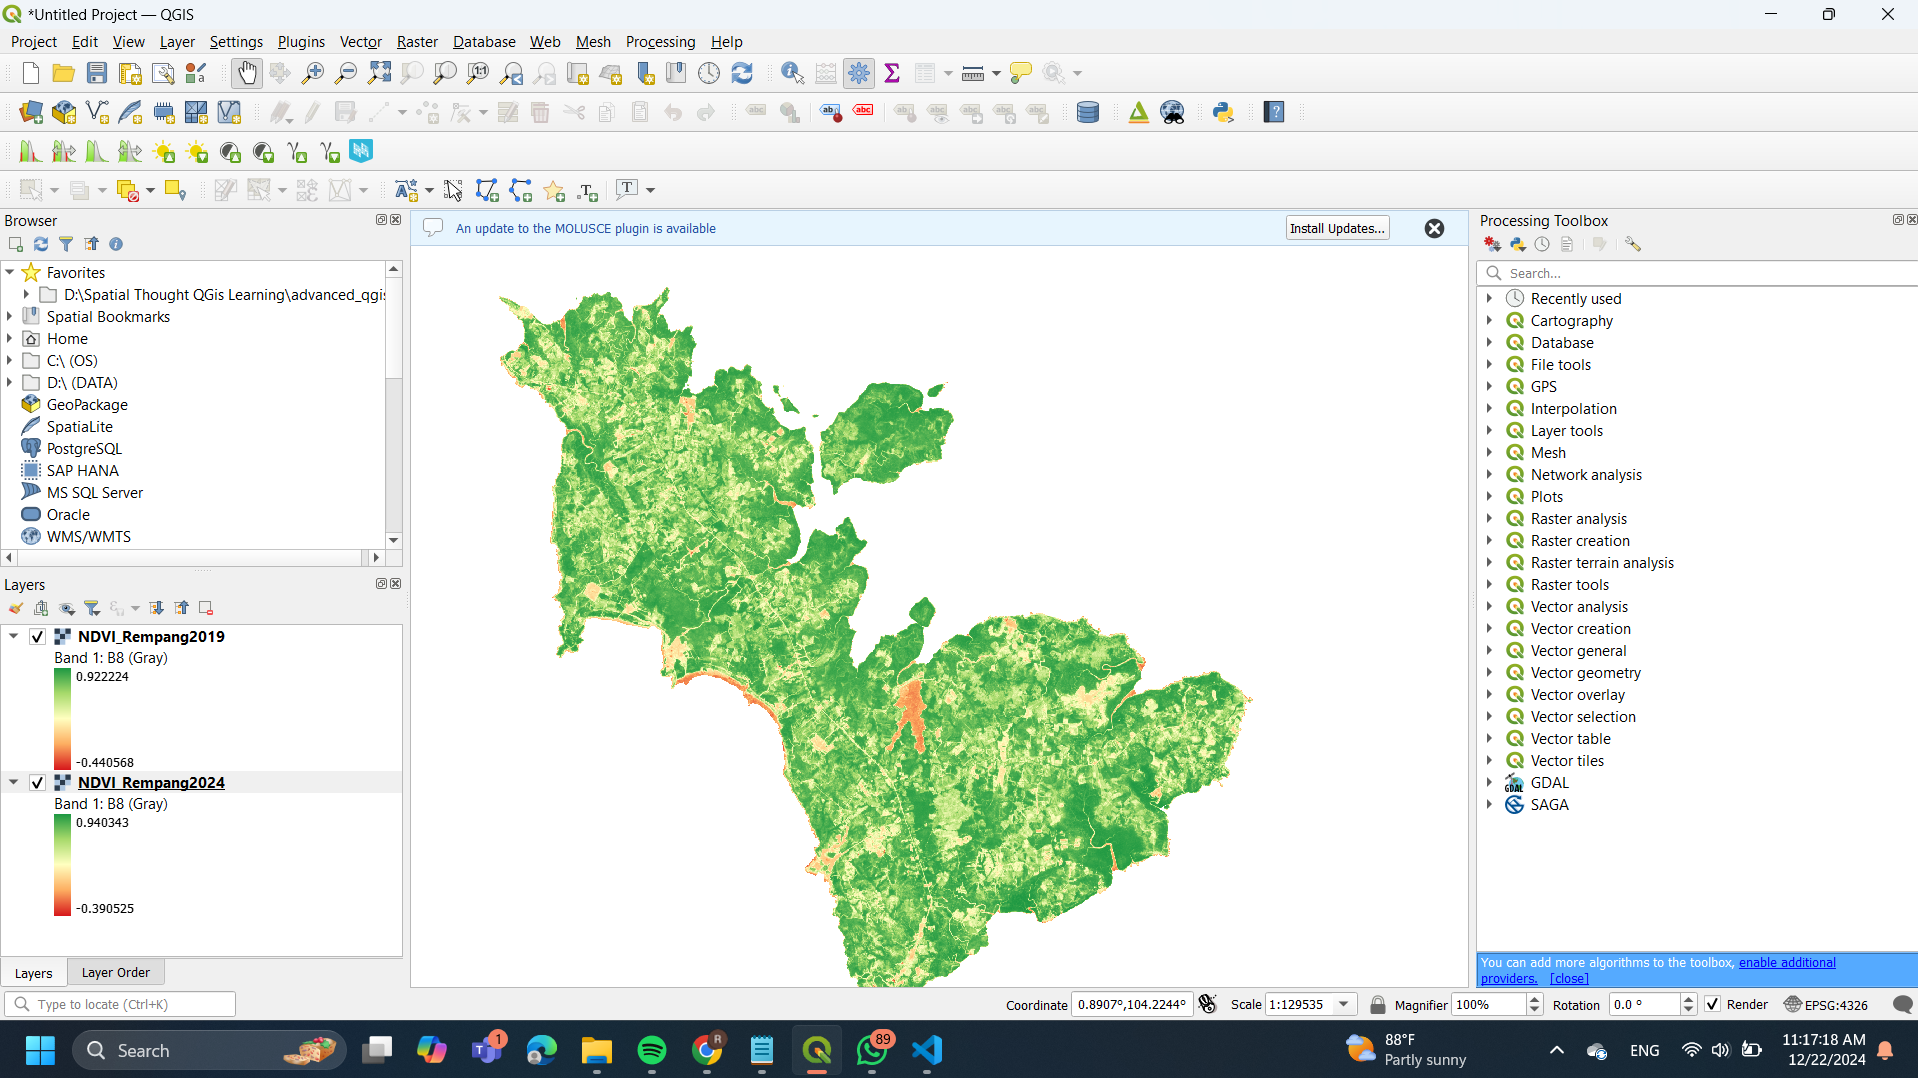 *Untitled Project — QGIS
Project Edit View Layer Settings Plugins Vector Raster Database Web Mesh Processing Help
Browser
Favorites
D:\Spatial Thought QGis Learning\advanced_qgi
Spatial Bookmarks
Home
C:\ (OS)
D:\ (DATA)
GeoPackage
SpatiaLite
PostgreSQL
SAP HANA
MS SQL Server
Oracle
WMS/WMTS
Layers
NDVI_Rempang2019
Band 1: B8 (Gray)
0.922224
-0.440568
NDVI_Rempang2024
Band 1: B8 (Gray)
0.940343
-0.390525
Layers Layer Order
An update to the MOLUSCE plugin is available Install Updates...
Processing Toolbox
Search...
Recently used
Cartography
Database
File tools
GPS
Interpolation
Layer tools
Mesh
Network analysis
Plots
Raster analysis
Raster creation
Raster terrain analysis
Raster tools
Vector analysis
Vector creation
Vector general
Vector geometry
Vector overlay
Vector selection
Vector table
Vector tiles
GDAL
SAGA
You can add more algorithms to the toolbox, enable additional
providers. [close]
Type to locate (Ctrl+K)
Coordinate 0.8907°,104.2244° Scale 1:129535 Magnifier 100% Rotation 0.0 ° Render EPSG:4326
Search
1
R
89
88°F
Partly sunny
ENG
11:17:18 AM
12/22/2024